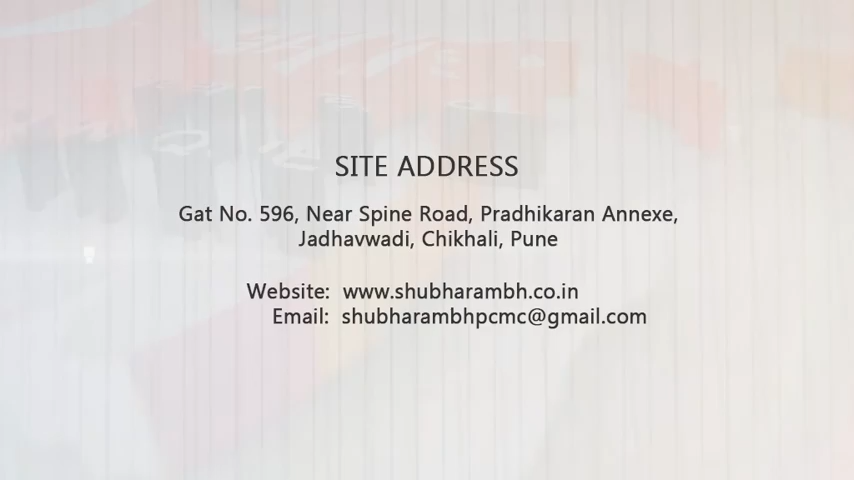 SITE ADDRESS
Gat No. 596, Near Spine Road, Pradhikaran Annexe,
Jadhavwadi, Chikhali, Pune
Website: www.shubharambh.co.in
Email: shubharambhpcmc@gmail.com